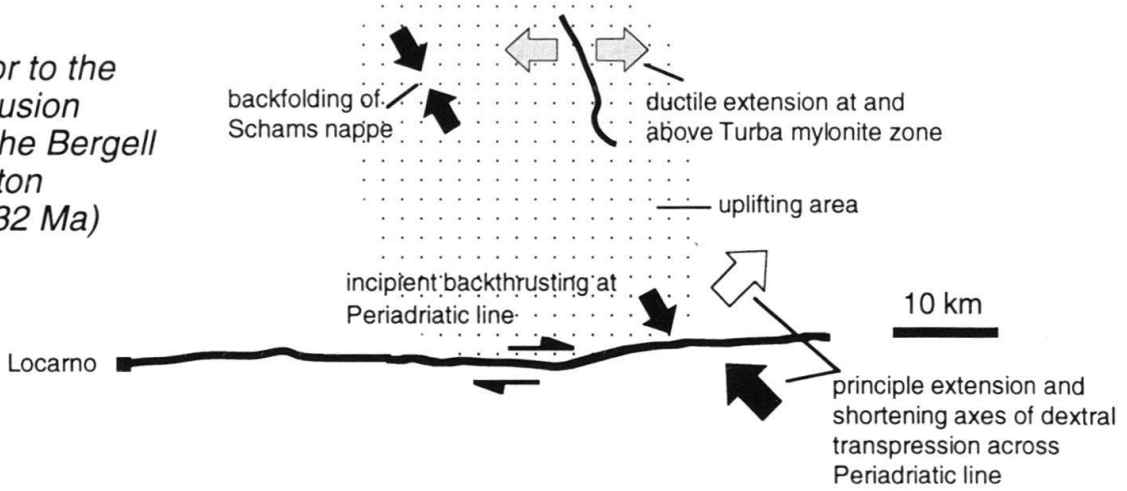 or to the
usion
he Bergell
ton
32 Ma)
backfolding of
Schams nappe
ductile extension at and
above Turba mylonite zone
uplifting area
incipient backthrusting at
Periadriatic line
10 km
Locarno
principle extension and
shortening axes of dextral
transpression across
Periadriatic line